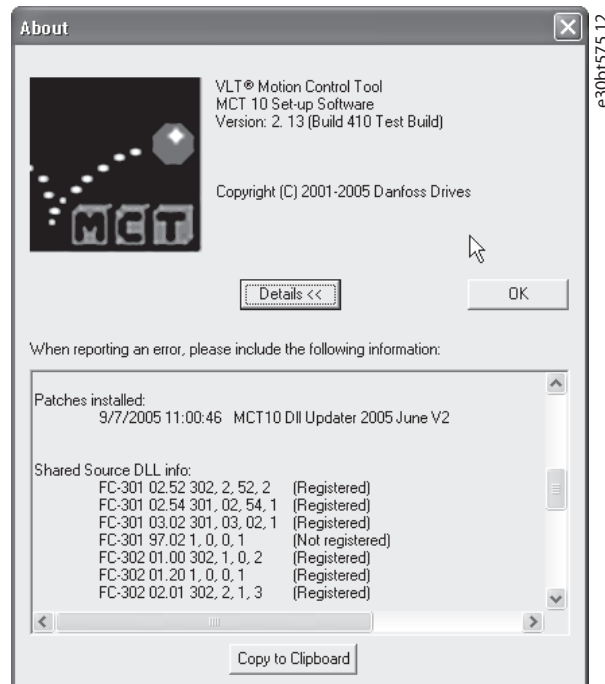 About
e30bt575.12
VLT® Motion Control Tool
MCT 10 Set-up Software
Version: 2. 13 (Build 410 Test Build)
Copyright (C) 2001-2005 Danfoss Drives
MCT
Details <<
OK
When reporting an error, please include the following information:
Patches installed:
9/7/2005 11:00:46 MCT10 Dll Updater 2005 June V2
Shared Source DLL info:
FC-301 02.52 302, 2, 52, 2 (Registered)
FC-301 02.54 301, 02, 54, 1 (Registered)
FC-301 03.02 301, 03, 02, 1 (Registered)
FC-301 97.02 1, 0, 0, 1 (Not registered)
FC-302 01.00 302, 1, 0, 2 (Registered)
FC-302 01.20 1, 0, 0, 1 (Registered)
FC-302 02.01 302, 2, 1, 3 (Registered)
Copy to Clipboard